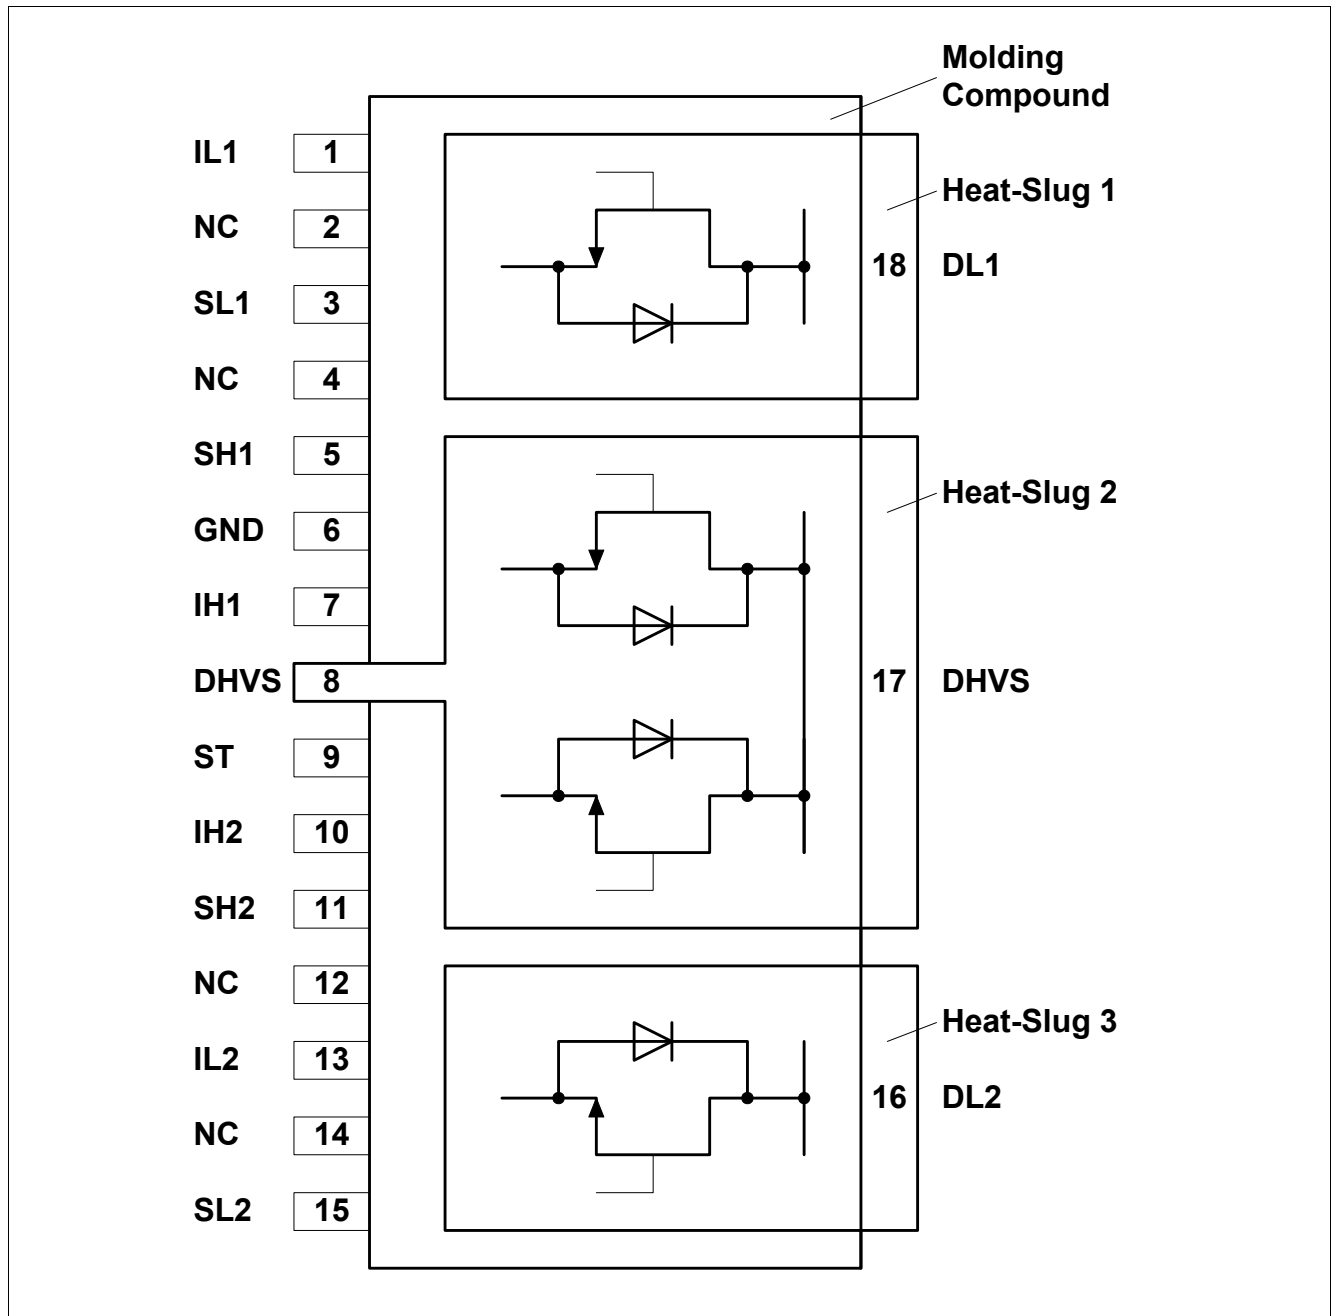 Molding
Compound
IL1 1
Heat-Slug 1
NC 2
18 DL1
SL1 3
NC 4
SH1 5
Heat-Slug 2
GND 6
IH1 7
DHVS 8
17 DHVS
ST 9
IH2 10
SH2 11
NC 12
Heat-Slug 3
IL2 13
16 DL2
NC 14
SL2 15